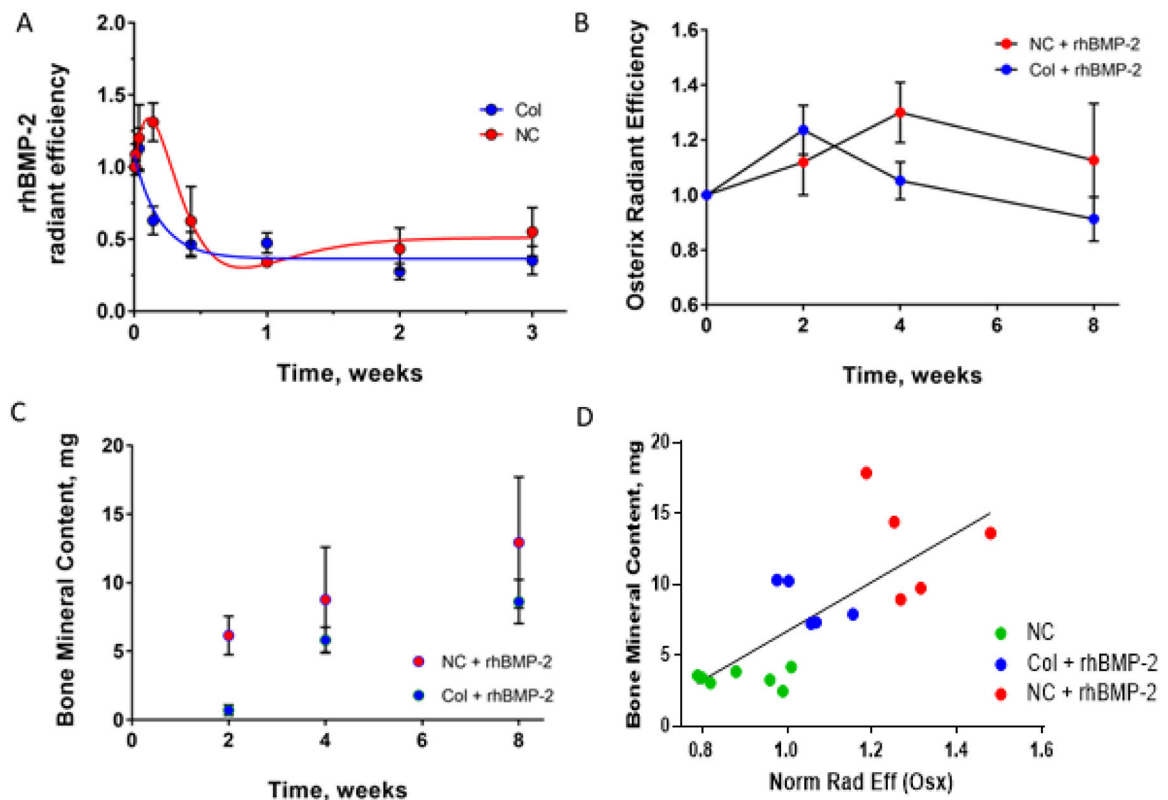 A
rhBMP-2
radiant efficiency
2.0
1.5
1.0
0.5
0.0
0
1
2
3
Col
NC
Time, weeks
B
Osterix Radiant Efficiency
1.6
1.4
1.2
1.0
0.8
0.6
0
2
4
6
8
NC + rhBMP-2
Col + rhBMP-2
Time, weeks
C
Bone Mineral Content, mg
20
15
10
5
0
0
2
4
6
8
NC + rhBMP-2
Col + rhBMP-2
Time, weeks
D
Bone Mineral Content, mg
20
15
10
5
0
0.8
1.0
1.2
1.4
1.6
NC
Col + rhBMP-2
NC + rhBMP-2
Norm Rad Eff (Osx)